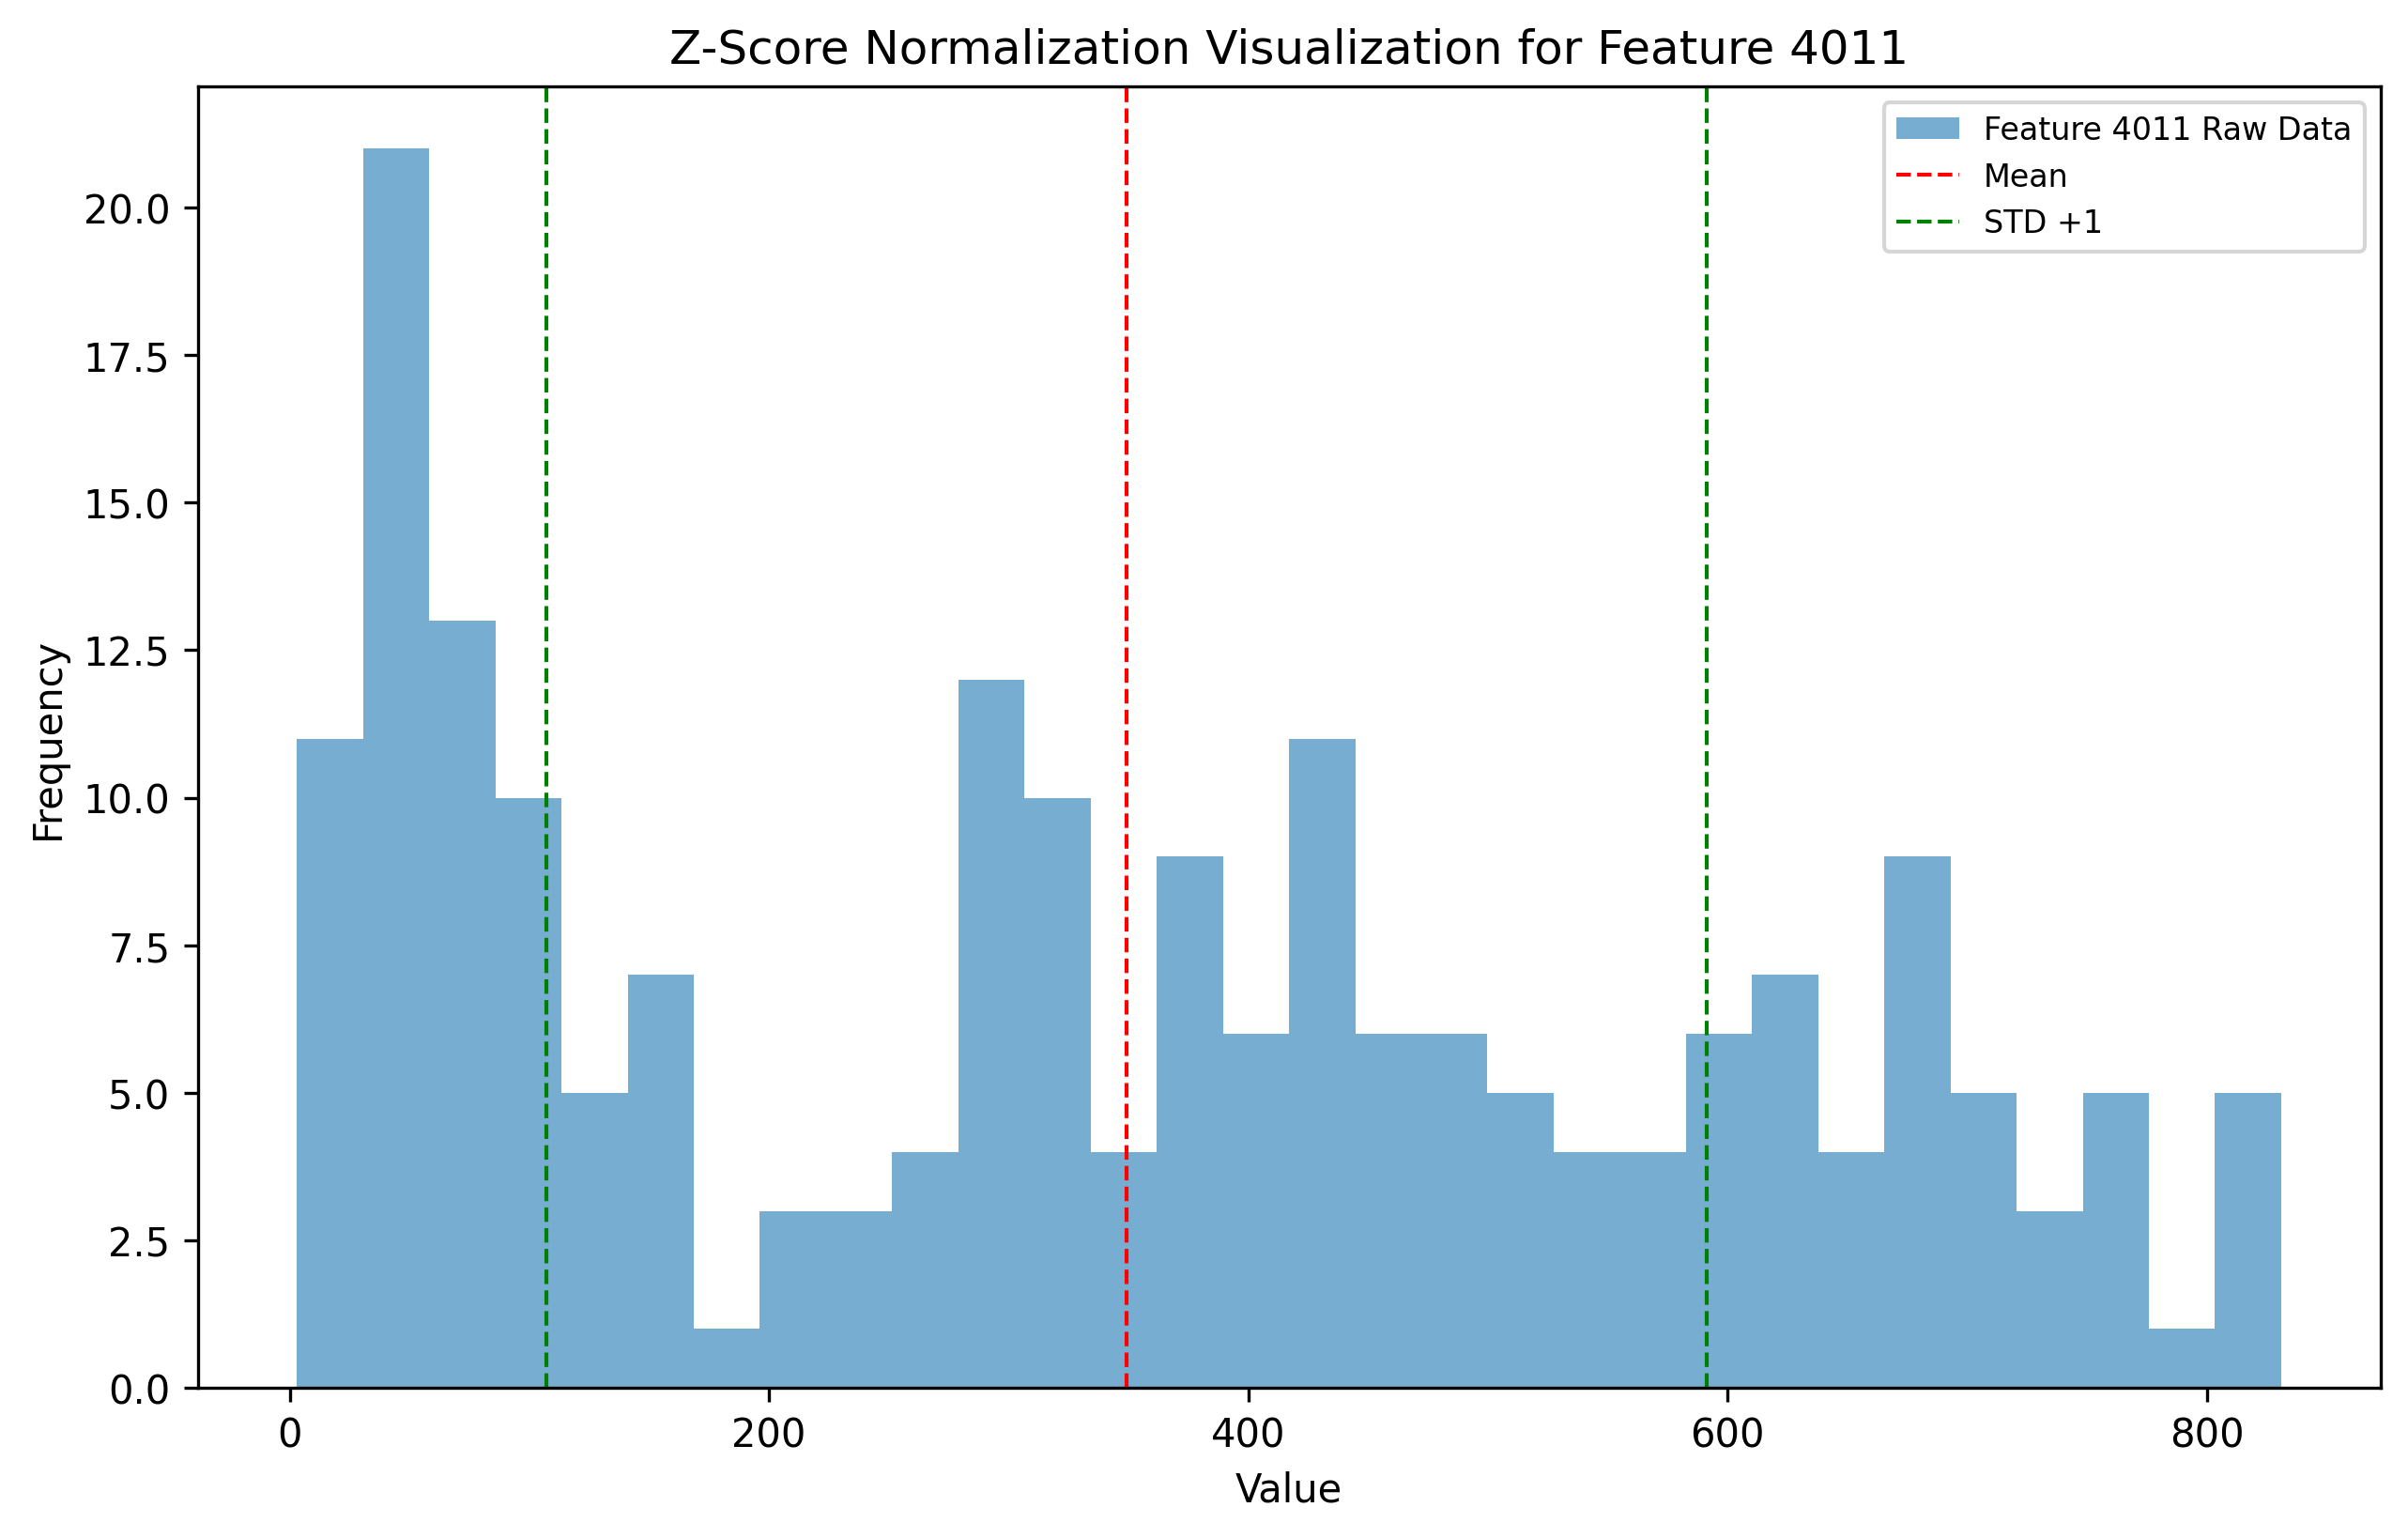 Z-Score Normalization Visualization for Feature 4011
Feature 4011 Raw Data
Mean
STD +1
20.0
17.5
15.0
12.5
10.0
7.5
5.0
2.5
0.0
Frequency
0 200 400 600 800
Value